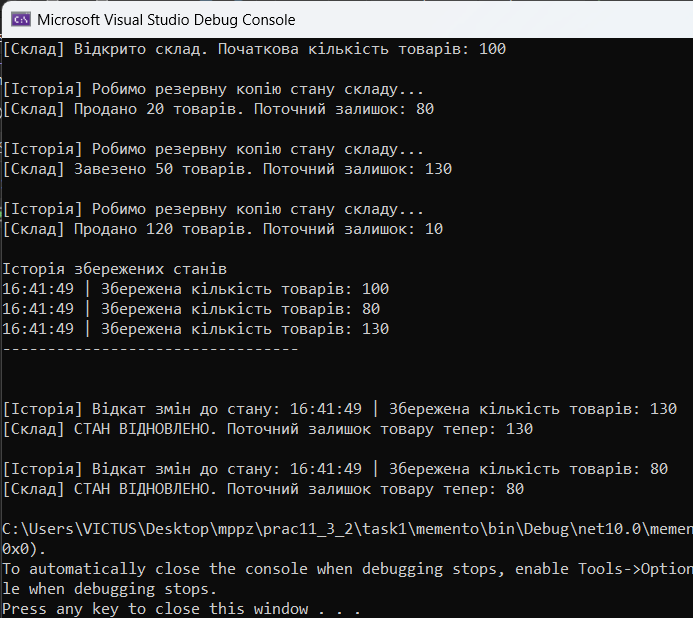 Microsoft Visual Studio Debug Console
[Склад] Відкрито склад. Початкова кількість товарів: 100
[Історія] Робимо резервну копію стану складу...
[Склад] Продано 20 товарів. Поточний залишок: 80
[Історія] Робимо резервну копію стану складу...
[Склад] Завезено 50 товарів. Поточний залишок: 130
[Історія] Робимо резервну копію стану складу...
[Склад] Продано 120 товарів. Поточний залишок: 10
Історія збережених станів
16:41:49 | Збережена кількість товарів: 100
16:41:49 | Збережена кількість товарів: 80
16:41:49 | Збережена кількість товарів: 130
---------------------------------
[Історія] Відкат змін до стану: 16:41:49 | Збережена кількість товарів: 130
[Склад] СТАН ВІДНОВЛЕНО. Поточний залишок товару тепер: 130
[Історія] Відкат змін до стану: 16:41:49 | Збережена кількість товарів: 80
[Склад] СТАН ВІДНОВЛЕНО. Поточний залишок товару тепер: 80
C:\Users\VICTUS\Desktop\mppz\prac11_3_2\task1\memento\bin\Debug\net10.0\memen
0x0).
To automatically close the console when debugging stops, enable Tools->Option
le when debugging stops.
Press any key to close this window . . .